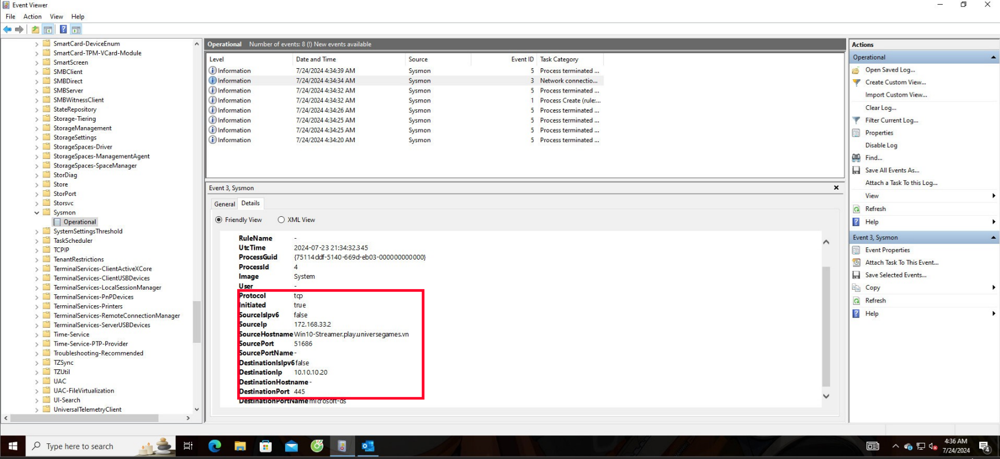 Event Viewer
File Action View Help
SmartCard-DeviceEnum
SmartCard-TPM-VCard-Module
SmartScreen
SMBClient
SMBDirect
SMBServer
SMBWitnessClient
StateRepository
Storage-Tiering
StorageManagement
StorageSettings
StorageSpaces-Driver
StorageSpaces-ManagementAgent
StorageSpaces-SpaceManager
StorDiag
Store
StorPort
Storsvc
Sysmon
Operational
SystemSettingsThreshold
TaskScheduler
TCPIP
TenantRestrictions
TerminalServices-ClientActiveXCore
TerminalServices-ClientUSBDevices
TerminalServices-LocalSessionManager
TerminalServices-PnPDevices
TerminalServices-Printers
TerminalServices-RemoteConnectionManager
TerminalServices-ServerUSBDevices
Time-Service
Time-Service-PTP-Provider
Troubleshooting-Recommended
TZSync
TZUtil
UAC
UAC-FileVirtualization
UI-Search
UniversalTelemetryClient
Operational Number of events: 8 (!) New events available
Level Date and Time Source Event ID Task Category
Information 7/24/2024 4:34:39 AM Sysmon 5 Process terminated ...
Information 7/24/2024 4:34:34 AM Sysmon 3 Network connectio...
Information 7/24/2024 4:34:32 AM Sysmon 5 Process terminated ...
Information 7/24/2024 4:34:32 AM Sysmon 1 Process Create (rule:...
Information 7/24/2024 4:34:26 AM Sysmon 5 Process terminated ...
Information 7/24/2024 4:34:25 AM Sysmon 5 Process terminated ...
Information 7/24/2024 4:34:25 AM Sysmon 5 Process terminated ...
Information 7/24/2024 4:34:20 AM Sysmon 5 Process terminated ...
Event 3, Sysmon
General Details
Friendly View XML View
RuleName -
UtcTime 2024-07-23 21:34:32.345
ProcessGuid {75114ddf-5140-669d-eb03-000000000000}
ProcessId 4
Image System
User -
Protocol tcp
Initiated true
SourceIsIpv6 false
SourceIp 172.168.33.2
SourceHostname Win10-Streamer.play.universegames.vn
SourcePort 51686
SourcePortName -
DestinationIsIpv6 false
DestinationIp 10.10.10.20
DestinationHostname -
DestinationPort 445
DestinationPortName microsoft-ds
Actions
Operational
Open Saved Log...
Create Custom View...
Import Custom View...
Clear Log...
Filter Current Log...
Properties
Disable Log
Find...
Save All Events As...
Attach a Task To this Log...
View
Refresh
Help
Event 3, Sysmon
Event Properties
Attach Task To This Event...
Save Selected Events...
Copy
Refresh
Help
Type here to search
4:36 AM
7/24/2024
4